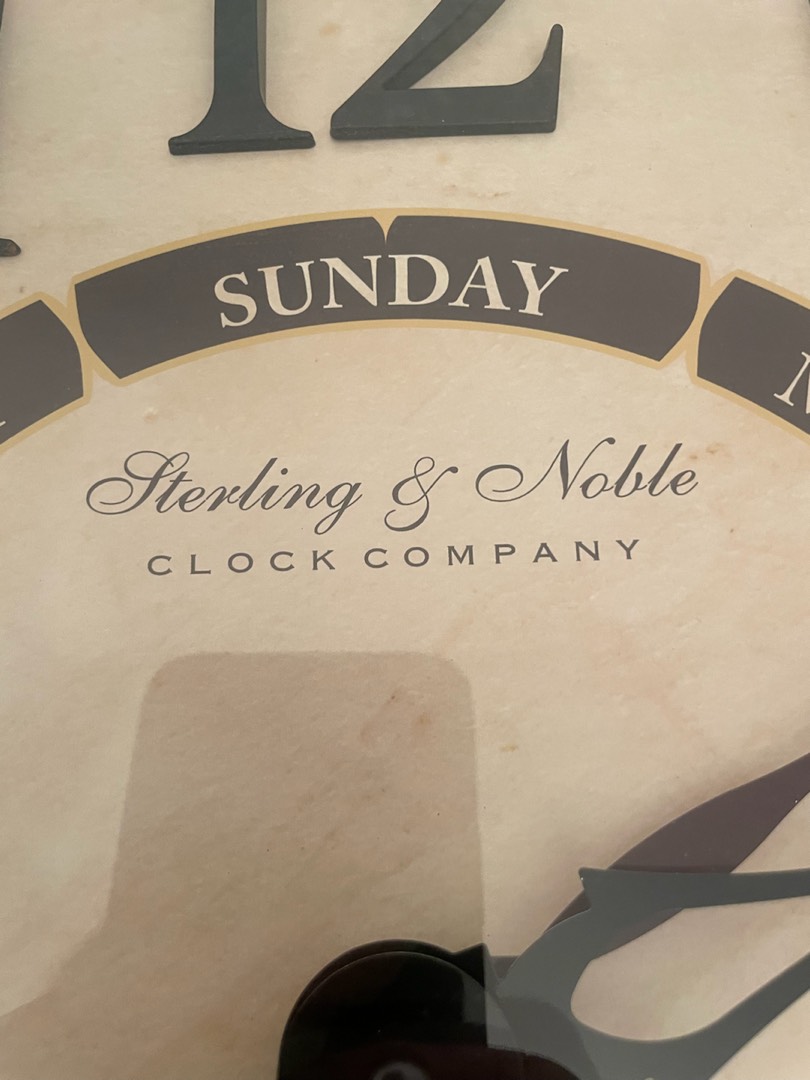 12
SUNDAY
Sterling & Noble
CLOCK COMPANY